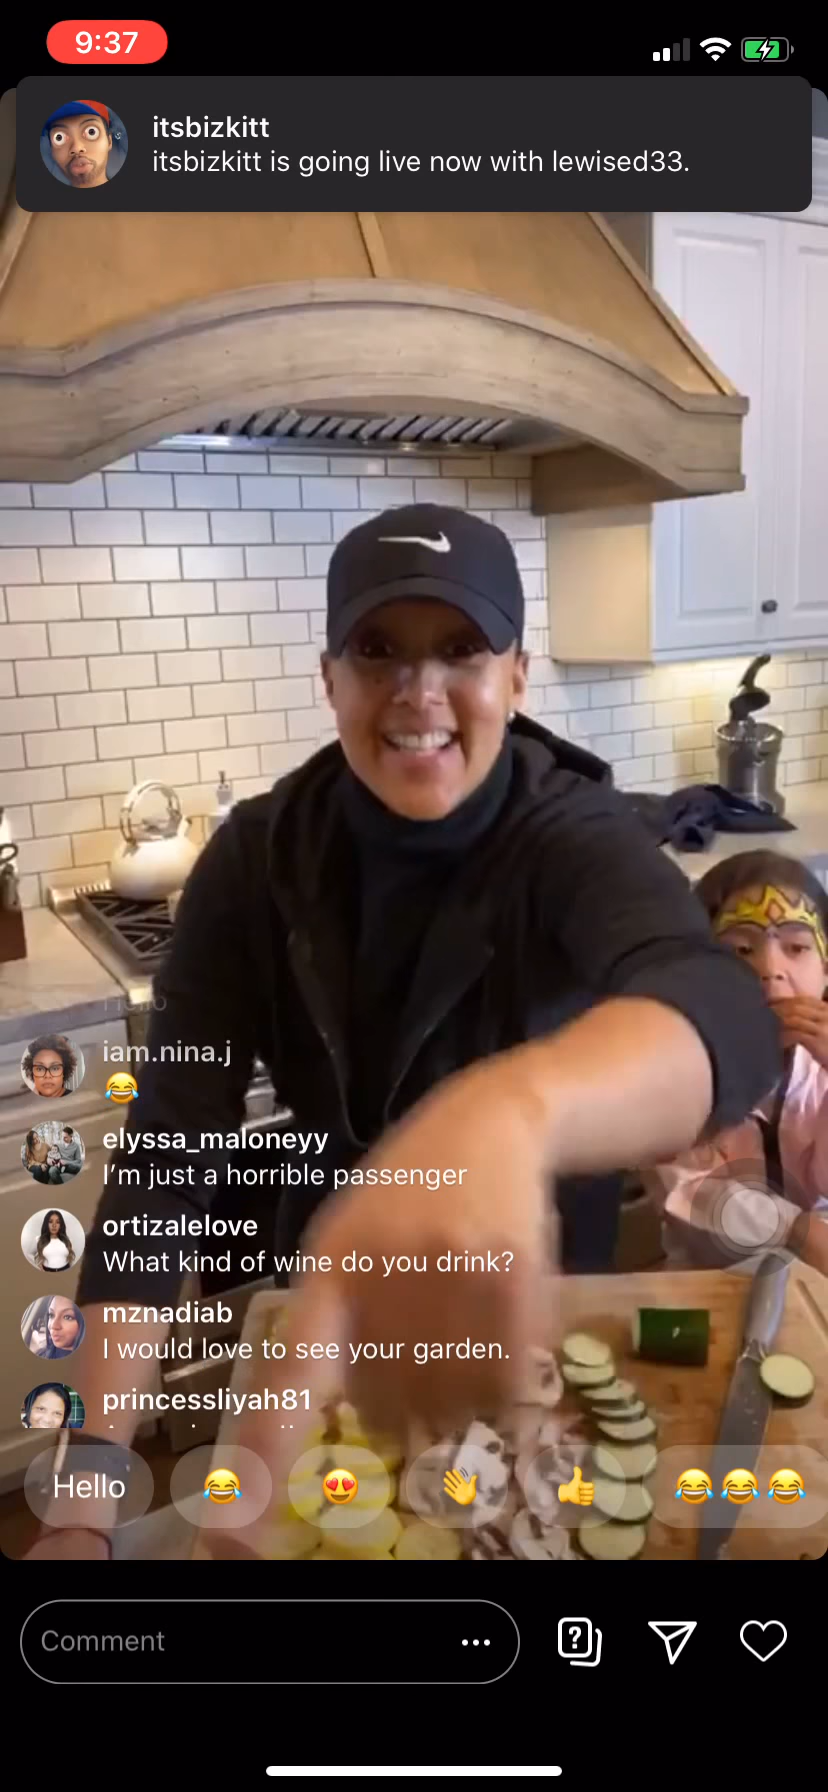 9:37
itsbizkitt
itsbizkitt is going live now with lewised33.
Hello
iam.nina.j
😂
elyssa_maloneyy
I'm just a horrible passenger
ortizalelove
What kind of wine do you drink?
mznadiab
I would love to see your garden.
princessliyah81
Hello 😂 😍 👋 👍 😂😂😂
Comment